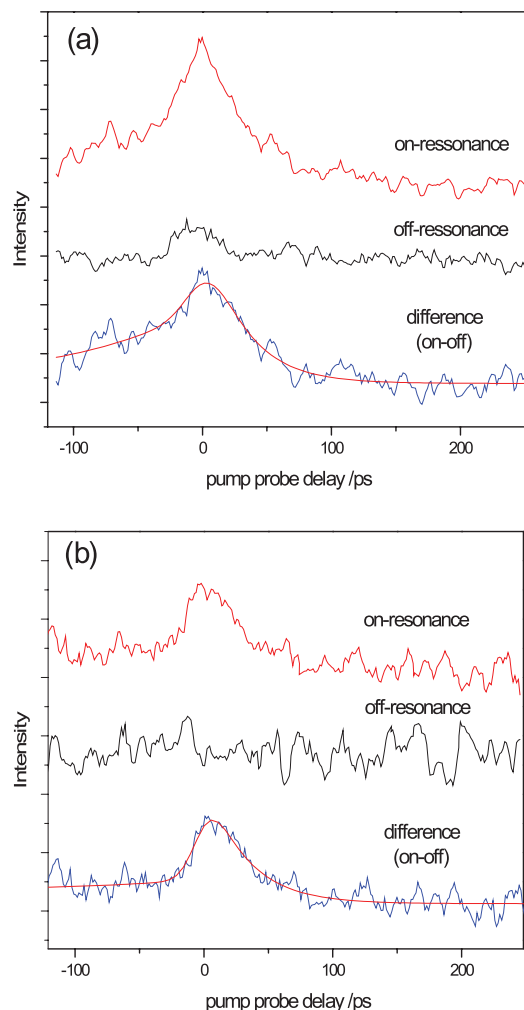 (a)
on-ressonance
off-ressonance
difference
(on-off)
Intensity
-100
0
100
200
pump probe delay /ps
(b)
on-resonance
off-resonance
difference
(on-off)
Intensity
-100
0
100
200
pump probe delay /ps